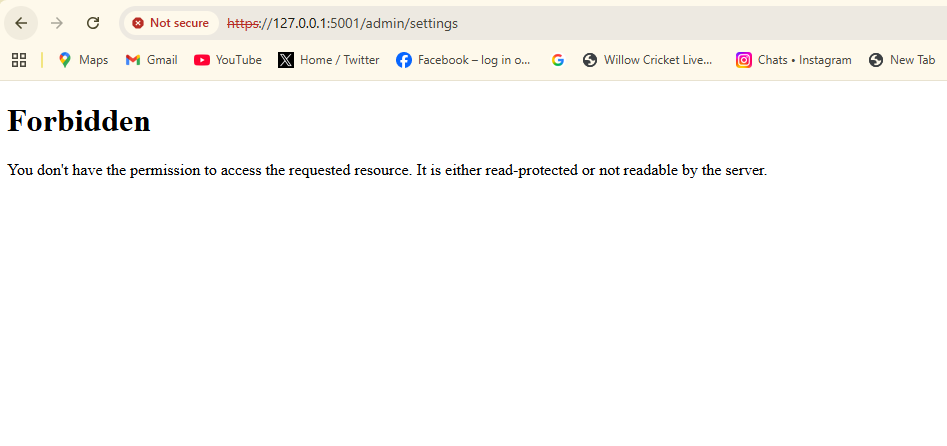 Not secure https://127.0.0.1:5001/admin/settings
Maps Gmail YouTube Home / Twitter Facebook – log in o... Willow Cricket Live... Chats • Instagram New Tab
Forbidden
You don't have the permission to access the requested resource. It is either read-protected or not readable by the server.